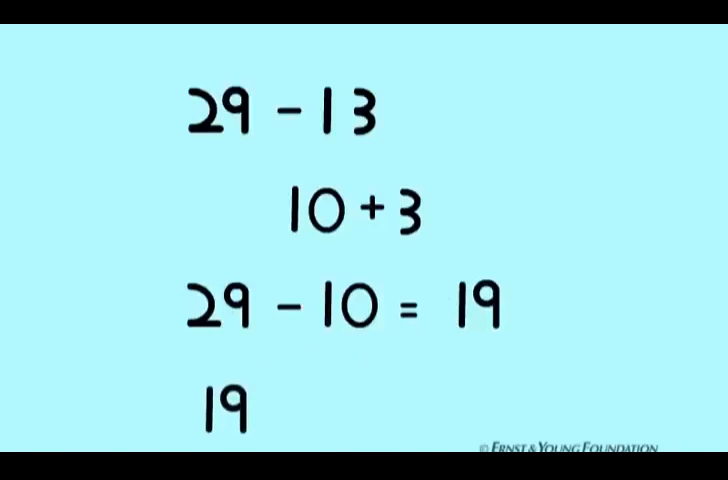 29 - 13
10 + 3
29 - 10 = 19
19
© ERNST & YOUNG FOUNDATION